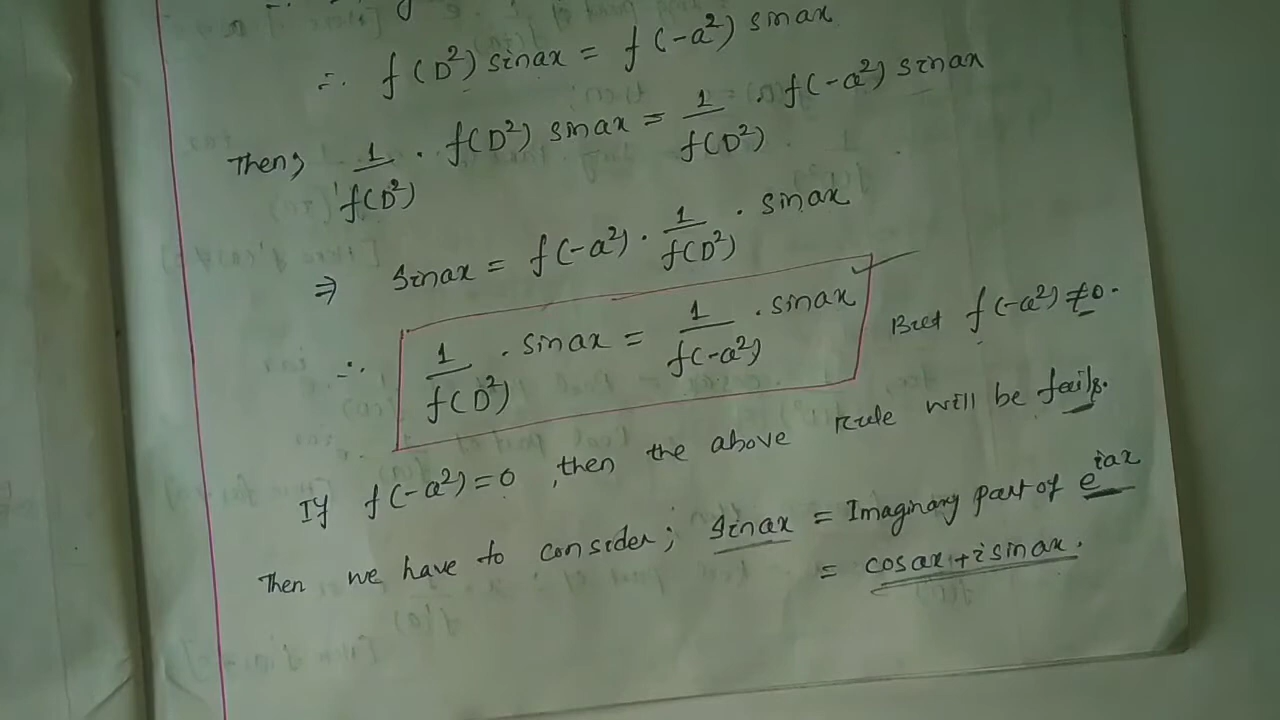 ∴ f(D²) sinax = f(-a²) sinax
Then, 1/f(D²) · f(D²) sinax = 1/f(D²) · f(-a²) sinax
⇒ sinax = f(-a²) · 1/f(D²) · sinax
∴ 1/f(D²) · sinax = 1/f(-a²) · sinax But f(-a²) ≠ 0.
If f(-a²) = 0, then the above rule will be fails.
Then we have to consider; sinax = Imaginary part of e^iax
= cosax + i sinax.